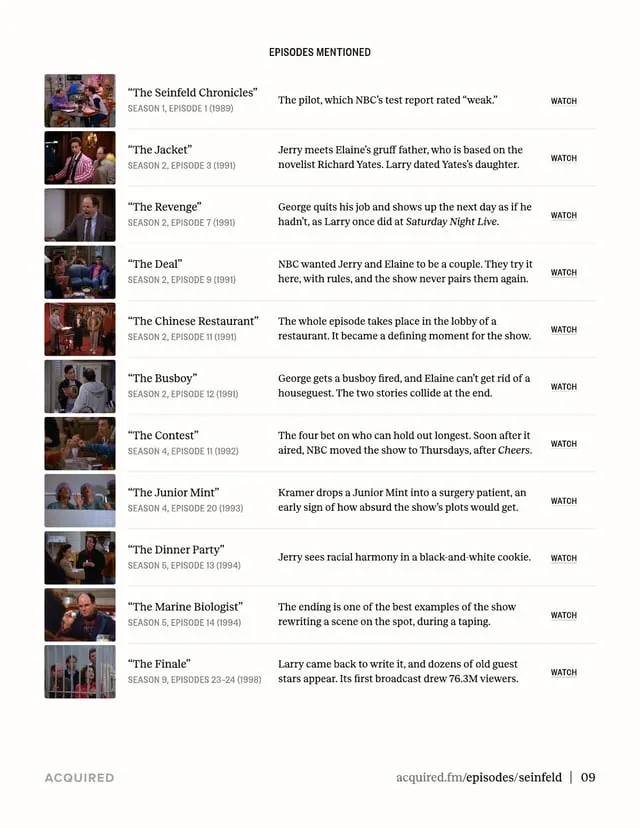 EPISODES MENTIONED
“The Seinfeld Chronicles”
SEASON 1, EPISODE 1 (1989)
The pilot, which NBC’s test report rated “weak.”
WATCH
“The Jacket”
SEASON 2, EPISODE 3 (1991)
Jerry meets Elaine’s gruff father, who is based on the
novelist Richard Yates. Larry dated Yates’s daughter.
WATCH
“The Revenge”
SEASON 2, EPISODE 7 (1991)
George quits his job and shows up the next day as if he
hadn’t, as Larry once did at Saturday Night Live.
WATCH
“The Deal”
SEASON 2, EPISODE 9 (1991)
NBC wanted Jerry and Elaine to be a couple. They try it
here, with rules, and the show never pairs them again.
WATCH
“The Chinese Restaurant”
SEASON 2, EPISODE 11 (1991)
The whole episode takes place in the lobby of a
restaurant. It became a defining moment for the show.
WATCH
“The Busboy”
SEASON 2, EPISODE 12 (1991)
George gets a busboy fired, and Elaine can’t get rid of a
houseguest. The two stories collide at the end.
WATCH
“The Contest”
SEASON 4, EPISODE 11 (1992)
The four bet on who can hold out longest. Soon after it
aired, NBC moved the show to Thursdays, after Cheers.
WATCH
“The Junior Mint”
SEASON 4, EPISODE 20 (1993)
Kramer drops a Junior Mint into a surgery patient, an
early sign of how absurd the show’s plots would get.
WATCH
“The Dinner Party”
SEASON 5, EPISODE 13 (1994)
Jerry sees racial harmony in a black-and-white cookie.
WATCH
“The Marine Biologist”
SEASON 5, EPISODE 14 (1994)
The ending is one of the best examples of the show
rewriting a scene on the spot, during a taping.
WATCH
“The Finale”
SEASON 9, EPISODES 23–24 (1998)
Larry came back to write it, and dozens of old guest
stars appear. Its first broadcast drew 76.3M viewers.
WATCH
ACQUIRED
acquired.fm/episodes/seinfeld | 09